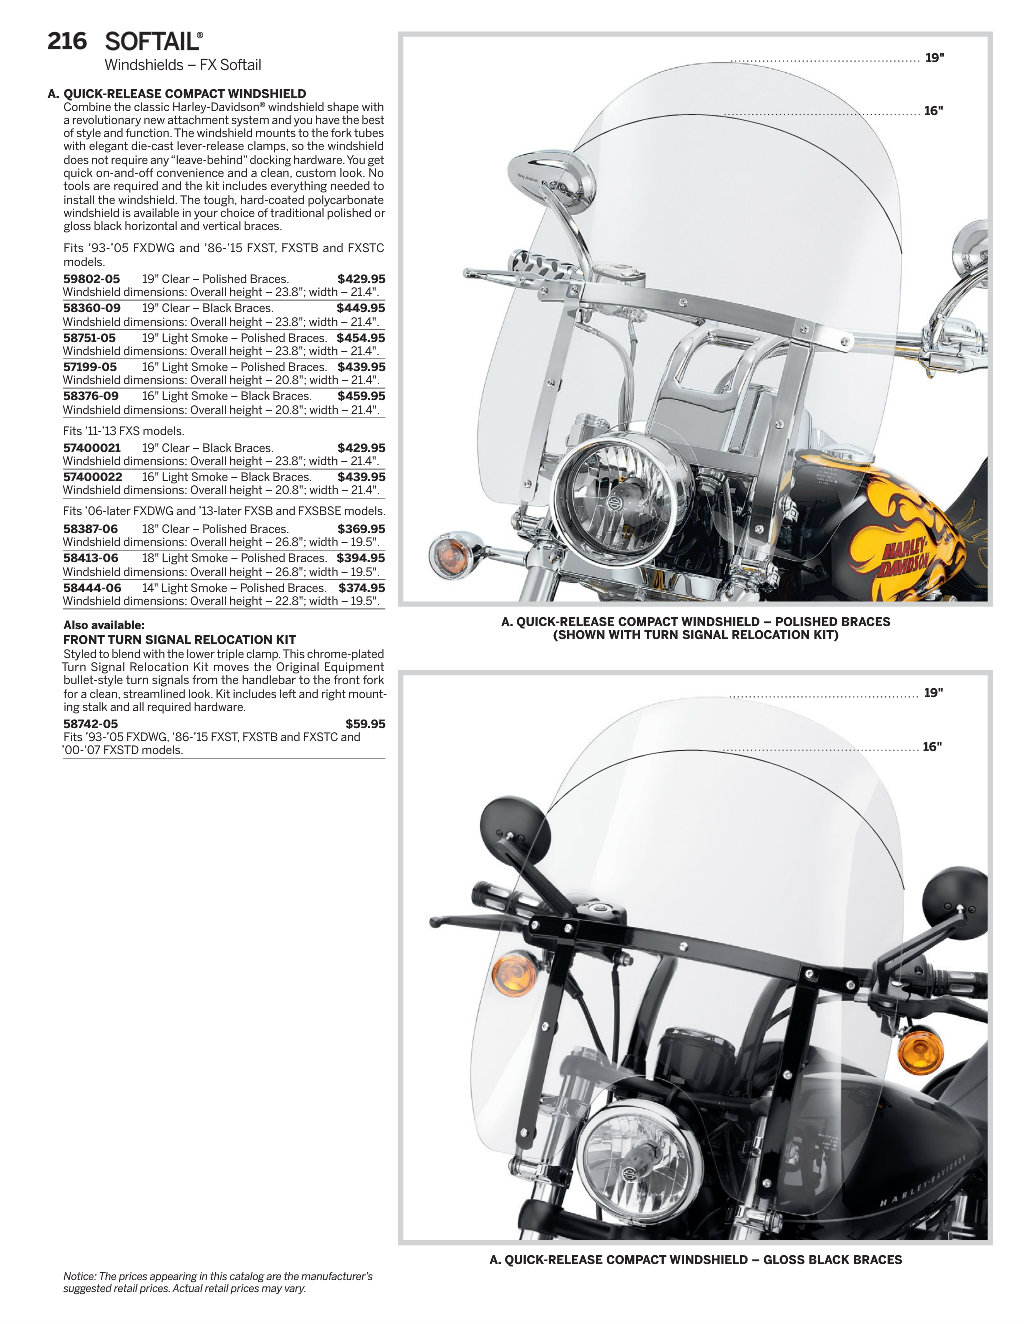 216 SOFTAIL®
Windshields – FX Softail
A. QUICK-RELEASE COMPACT WINDSHIELD
Combine the classic Harley-Davidson® windshield shape with
a revolutionary new attachment system and you have the best
of style and function. The windshield mounts to the fork tubes
with elegant die-cast lever-release clamps, so the windshield
does not require any “leave-behind” docking hardware. You get
quick on-and-off convenience and a clean, custom look. No
tools are required and the kit includes everything needed to
install the windshield. The tough, hard-coated polycarbonate
windshield is available in your choice of traditional polished or
gloss black horizontal and vertical braces.
Fits '93-'05 FXDWG and '86-'15 FXST, FXSTB and FXSTC
models.
59802-05 19" Clear – Polished Braces. $429.95
Windshield dimensions: Overall height – 23.8"; width – 21.4".
58360-09 19" Clear – Black Braces. $449.95
Windshield dimensions: Overall height – 23.8"; width – 21.4".
58751-05 19" Light Smoke – Polished Braces. $454.95
Windshield dimensions: Overall height – 23.8"; width – 21.4".
57199-05 16" Light Smoke – Polished Braces. $439.95
Windshield dimensions: Overall height – 20.8"; width – 21.4".
58376-09 16" Light Smoke – Black Braces. $459.95
Windshield dimensions: Overall height – 20.8"; width – 21.4".
Fits '11-'13 FXS models.
57400021 19" Clear – Black Braces. $429.95
Windshield dimensions: Overall height – 23.8"; width – 21.4".
57400022 16" Light Smoke – Black Braces. $439.95
Windshield dimensions: Overall height – 20.8"; width – 21.4".
Fits '06-later FXDWG and '13-later FXSB and FXSBSE models.
58387-06 18" Clear – Polished Braces. $369.95
Windshield dimensions: Overall height – 26.8"; width – 19.5".
58413-06 18" Light Smoke – Polished Braces. $394.95
Windshield dimensions: Overall height – 26.8"; width – 19.5".
58444-06 14" Light Smoke – Polished Braces. $374.95
Windshield dimensions: Overall height – 22.8"; width – 19.5".
Also available:
FRONT TURN SIGNAL RELOCATION KIT
Styled to blend with the lower triple clamp. This chrome-plated
Turn Signal Relocation Kit moves the Original Equipment
bullet-style turn signals from the handlebar to the front fork
for a clean, streamlined look. Kit includes left and right mount-
ing stalk and all required hardware.
58742-05 $59.95
Fits '93-'05 FXDWG, '86-'15 FXST, FXSTB and FXSTC and
'00-'07 FXSTD models.
Notice: The prices appearing in this catalog are the manufacturer's
suggested retail prices. Actual retail prices may vary.
19"
16"
HARLEY-
DAVIDSON
A. QUICK-RELEASE COMPACT WINDSHIELD – POLISHED BRACES
(SHOWN WITH TURN SIGNAL RELOCATION KIT)
19"
16"
HARLEY-DAVIDSON
A. QUICK-RELEASE COMPACT WINDSHIELD – GLOSS BLACK BRACES